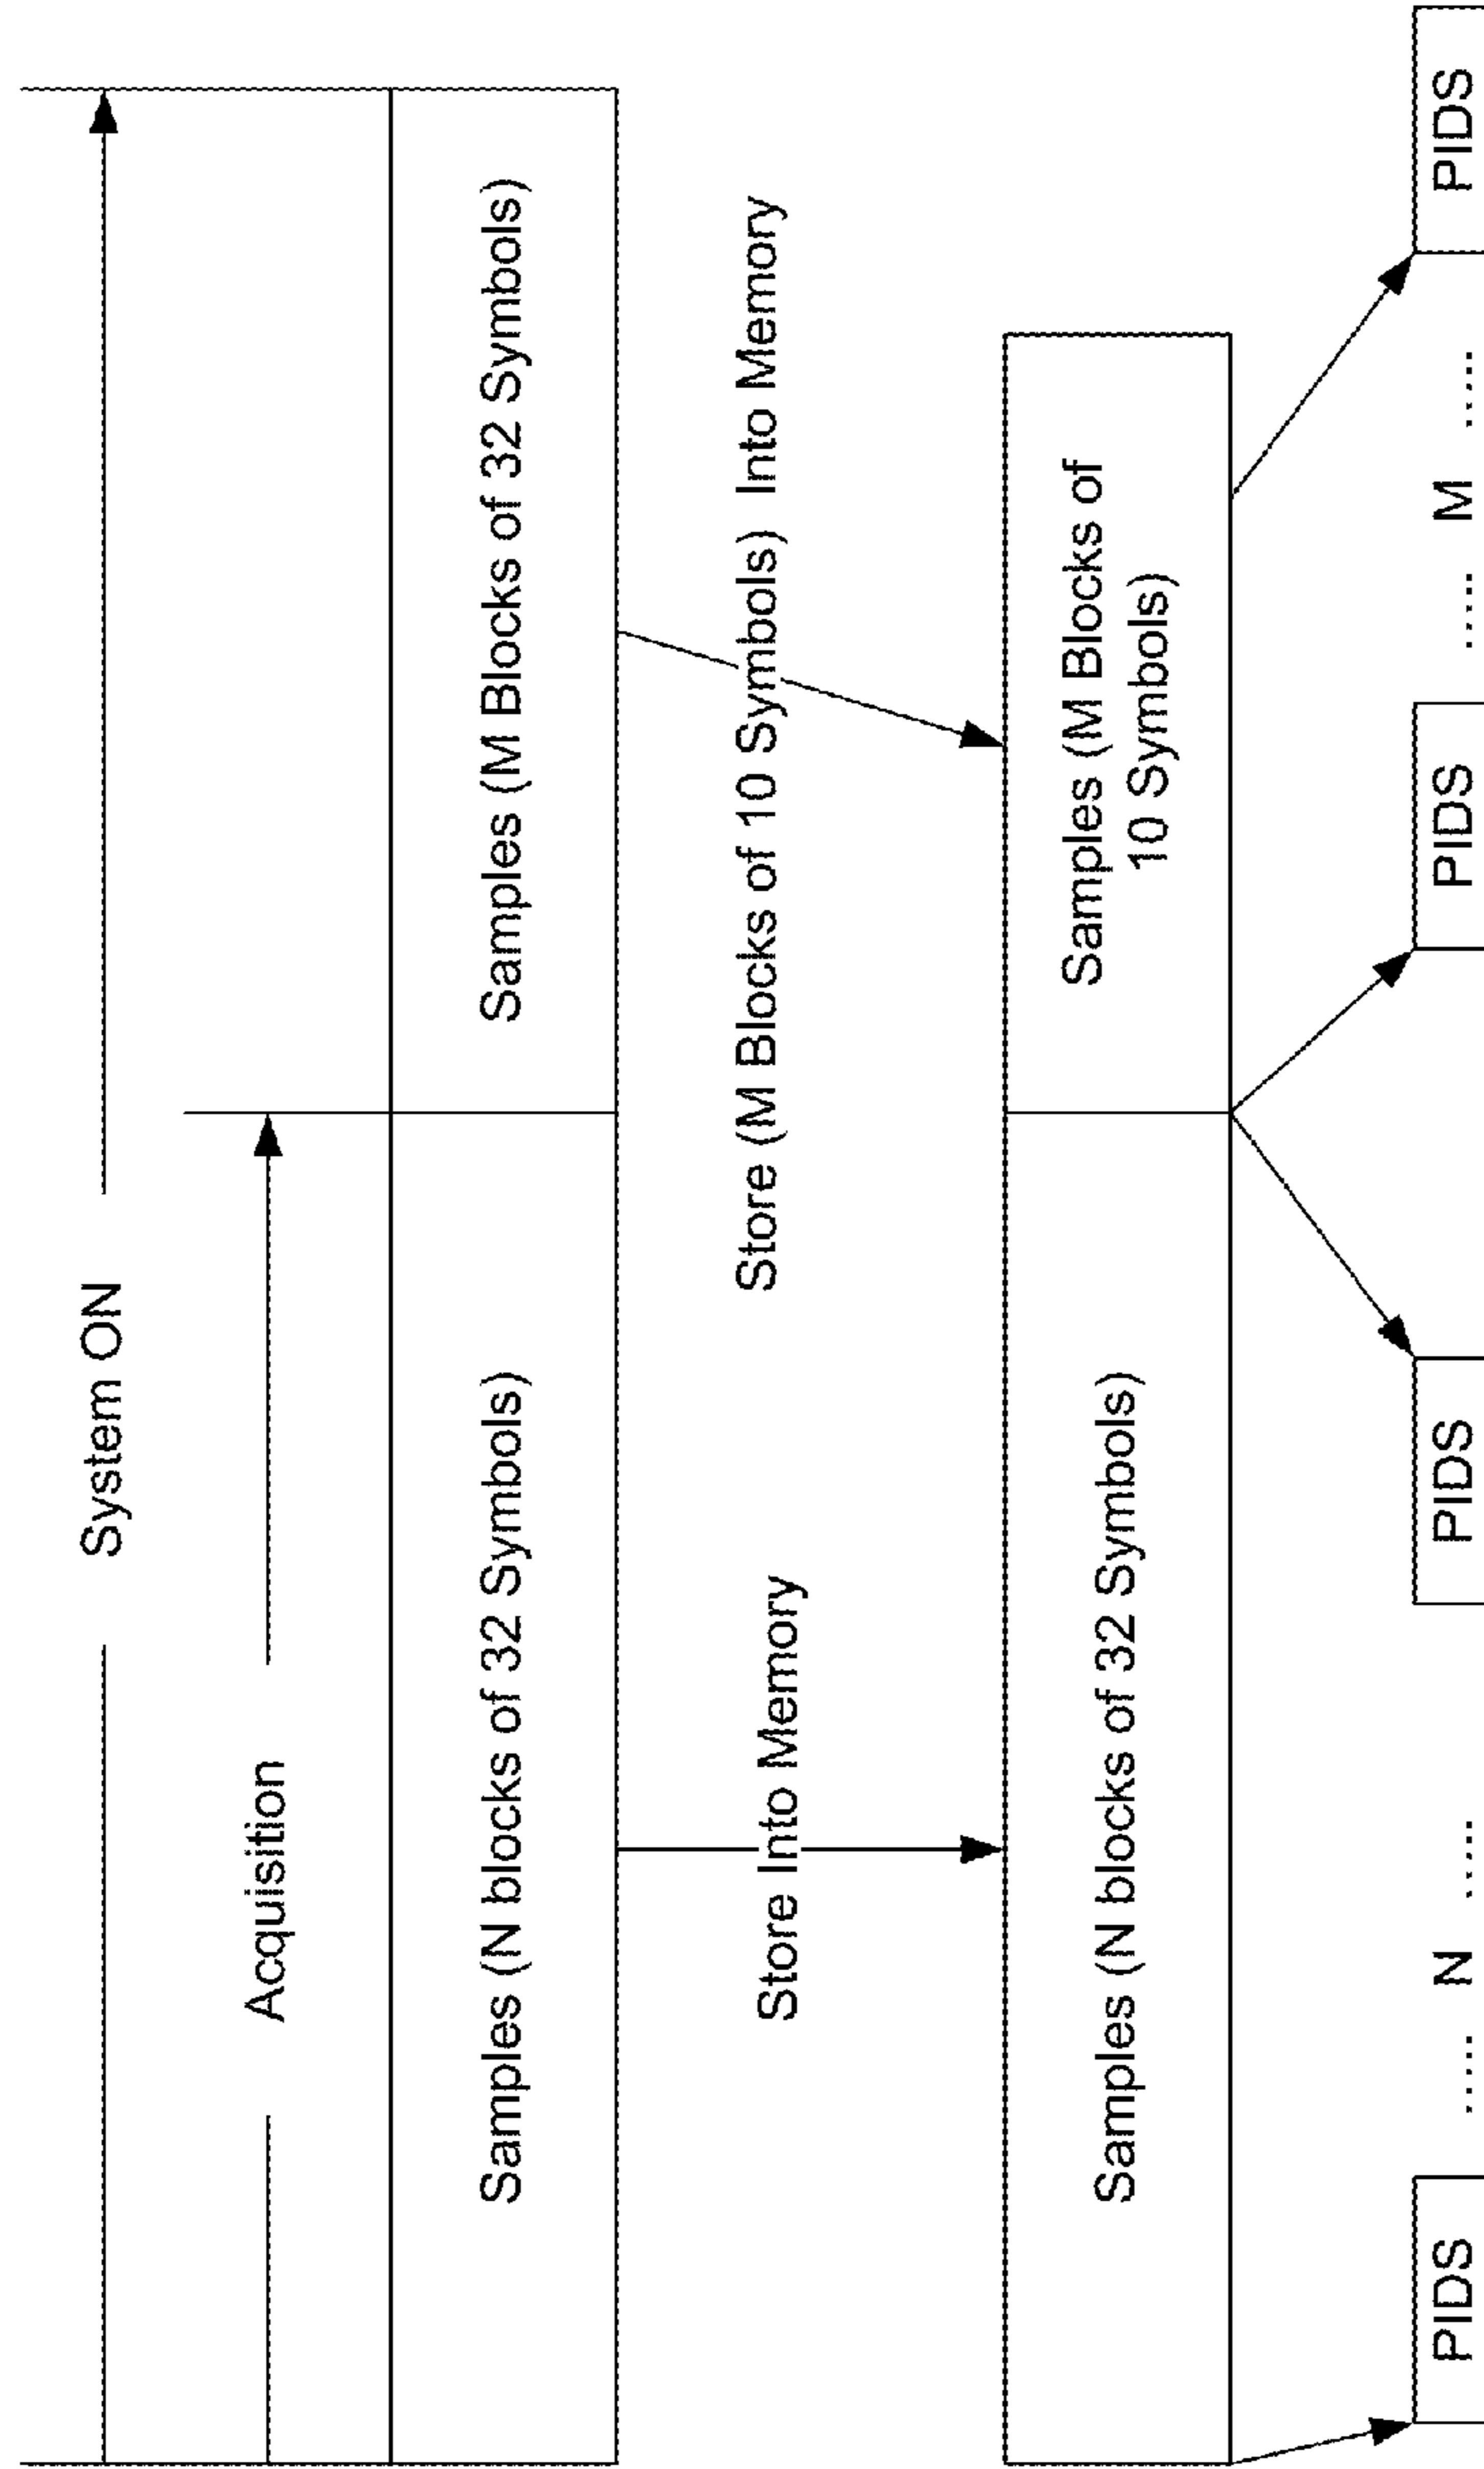 System ON
Acquisition
Samples (N blocks of 32 Symbols)
Samples (M Blocks of 32 Symbols)
Store Into Memory
Store (M Blocks of 10 Symbols) Into Memory
Samples (N blocks of 32 Symbols)
Samples (M Blocks of
10 Symbols)
PIDS ..... N ..... PIDS PIDS ..... M ..... PIDS